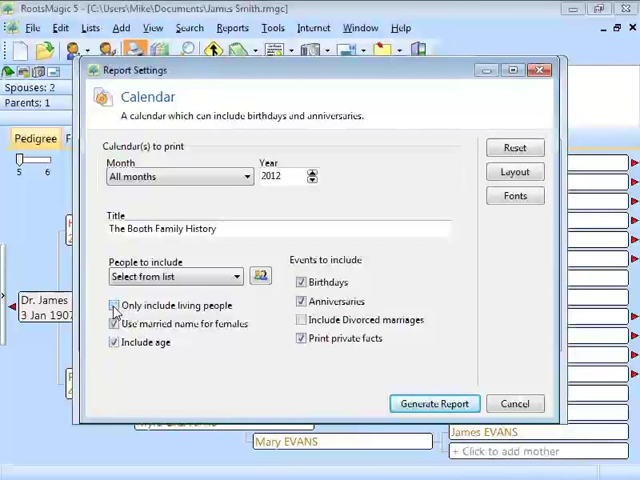 RootsMagic 5 - [C:\Users\Mike\Documents\James Smith.rmgc]
File Edit Lists Add View Search Reports Tools Internet Window Help
Spouses: 2
Parents: 1
Pedigree F
5 6
Dr. James
3 Jan 1907
Report Settings
Calendar
A calendar which can include birthdays and anniversaries.
Calendar(s) to print
Month Year
All months 2012
Title
The Booth Family History
People to include
Select from list
Only include living people
Use married name for females
Include age
Events to include
Birthdays
Anniversaries
Include Divorced marriages
Print private facts
Reset
Layout
Fonts
Generate Report Cancel
Mary EVANS
James EVANS
+ Click to add mother